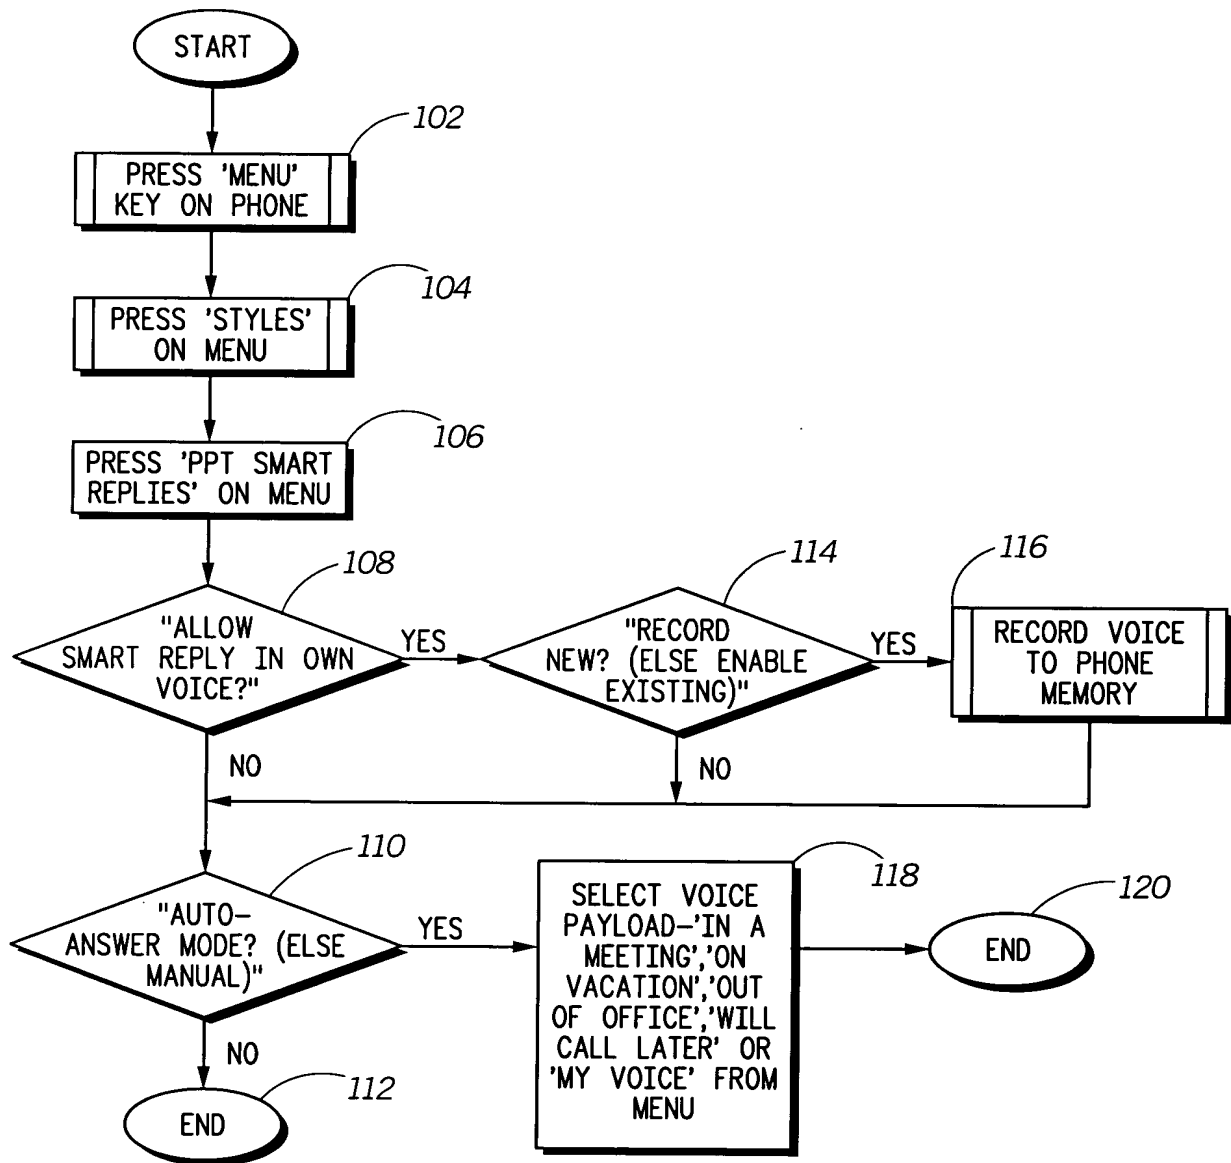 START
102
PRESS 'MENU'
KEY ON PHONE
104
PRESS 'STYLES'
ON MENU
106
PRESS 'PPT SMART
REPLIES' ON MENU
108
"ALLOW
SMART REPLY IN OWN
VOICE?"
YES
NO
114
"RECORD
NEW? (ELSE ENABLE
EXISTING)"
YES
NO
116
RECORD VOICE
TO PHONE
MEMORY
110
"AUTO-
ANSWER MODE? (ELSE
MANUAL)"
YES
NO
112
END
118
SELECT VOICE
PAYLOAD-'IN A
MEETING','ON
VACATION','OUT
OF OFFICE','WILL
CALL LATER' OR
'MY VOICE' FROM
MENU
120
END